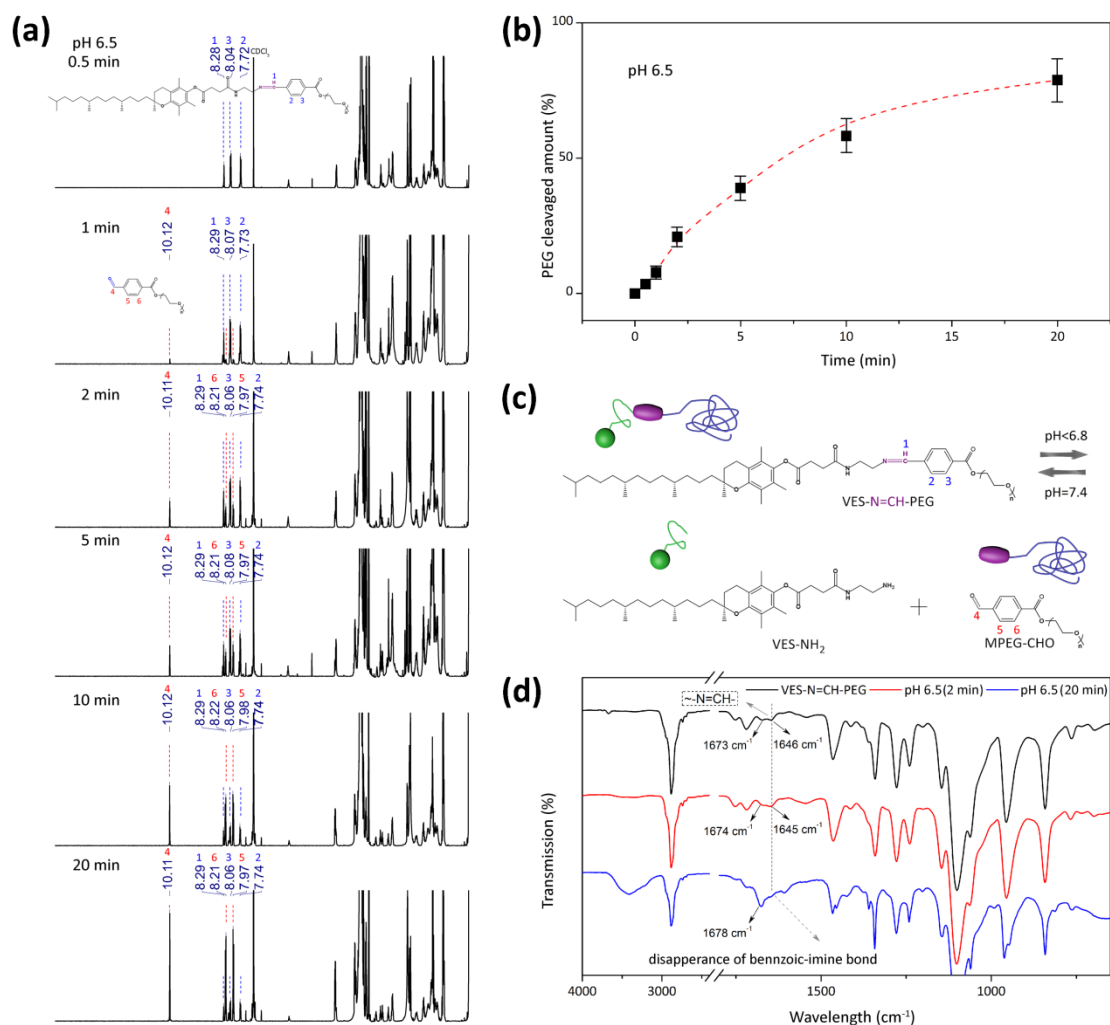 (a)
pH 6.5
0.5 min
1 3 2
8.28 8.04 7.72
CDCl3
1
H
N
O
O
O
O
N
H
2 3
O
O
O
n
1 min
4
10.12
1 3 2
8.29 8.07 7.73
O
4
5 6
O
O
O
n
2 min
4
10.11
1 6 3 5 2
8.29 8.21 8.06 7.97 7.74
5 min
4
10.12
1 6 3 5 2
8.29 8.21 8.08 7.97 7.74
10 min
4
10.12
1 6 3 5 2
8.29 8.22 8.06 7.98 7.74
20 min
4
10.11
1 6 3 5 2
8.29 8.21 8.06 7.97 7.74
(b)
pH 6.5
100
50
0
PEG cleavaged amount (%)
0 5 10 15 20
Time (min)
(c)
1
H
N
O
O
O
O
N
H
2 3
O
O
O
n
VES-N=CH-PEG
pH<6.8
pH=7.4
O
O
O
O
N
H
NH2
VES-NH2
+
O
4
5 6
O
O
O
n
MPEG-CHO
(d)
VES-N=CH-PEG pH 6.5(2 min) pH 6.5(20 min)
~-N=CH-
1673 cm-1
1646 cm-1
1674 cm-1
1645 cm-1
1678 cm-1
disapperance of bennzoic-imine bond
Transmission (%)
4000 3000 1500 1000
Wavelength (cm-1)